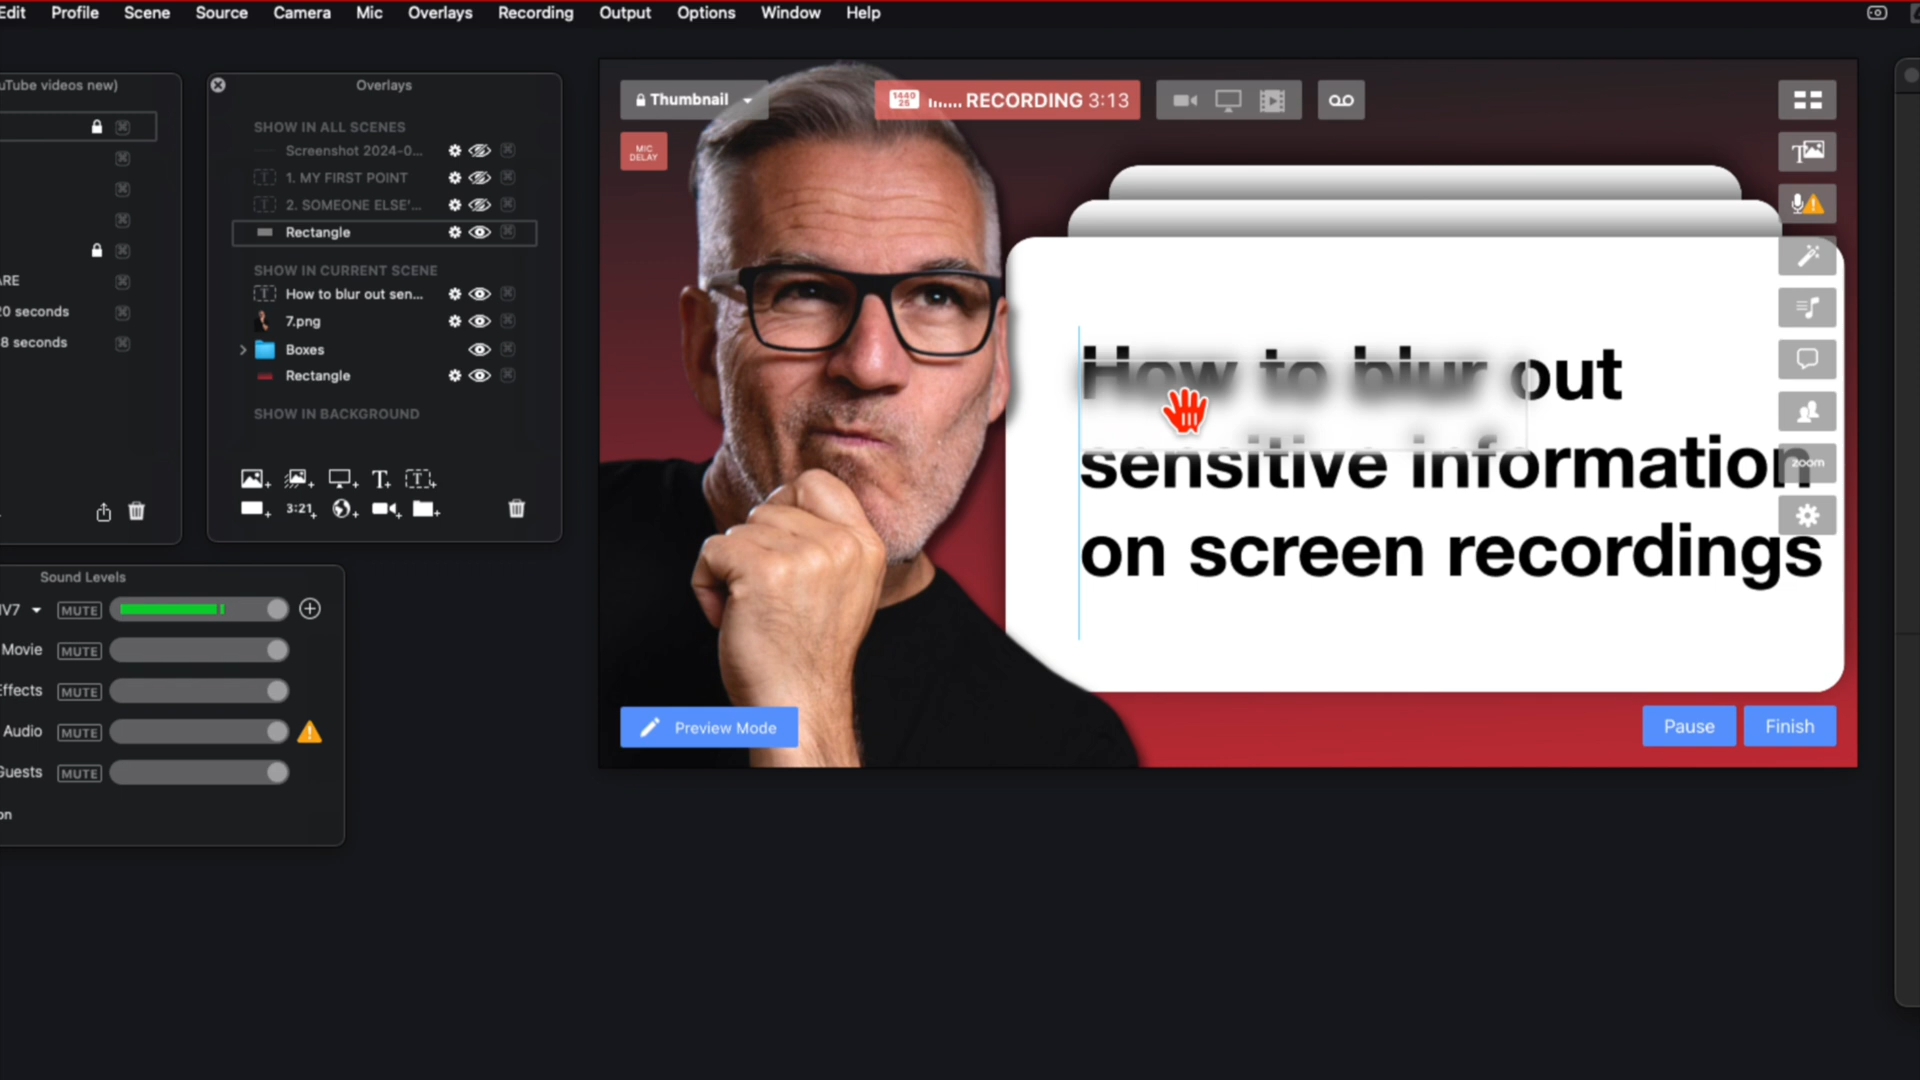 Edit Profile Scene Source Camera Mic Overlays Recording Output Options Window Help
uTube videos new)
ARE
20 seconds
8 seconds
Overlays
SHOW IN ALL SCENES
Screenshot 2024-0...
1. MY FIRST POINT
2. SOMEONE ELSE'...
Rectangle
SHOW IN CURRENT SCENE
How to blur out sen...
7.png
Boxes
Rectangle
SHOW IN BACKGROUND
3:21
Sound Levels
MV7 MUTE
Movie MUTE
Effects MUTE
Audio MUTE
Guests MUTE
on
Thumbnail
1440
25
RECORDING 3:13
MIC
DELAY
How to blur out
sensitive information
on screen recordings
zoom
Preview Mode
Pause Finish